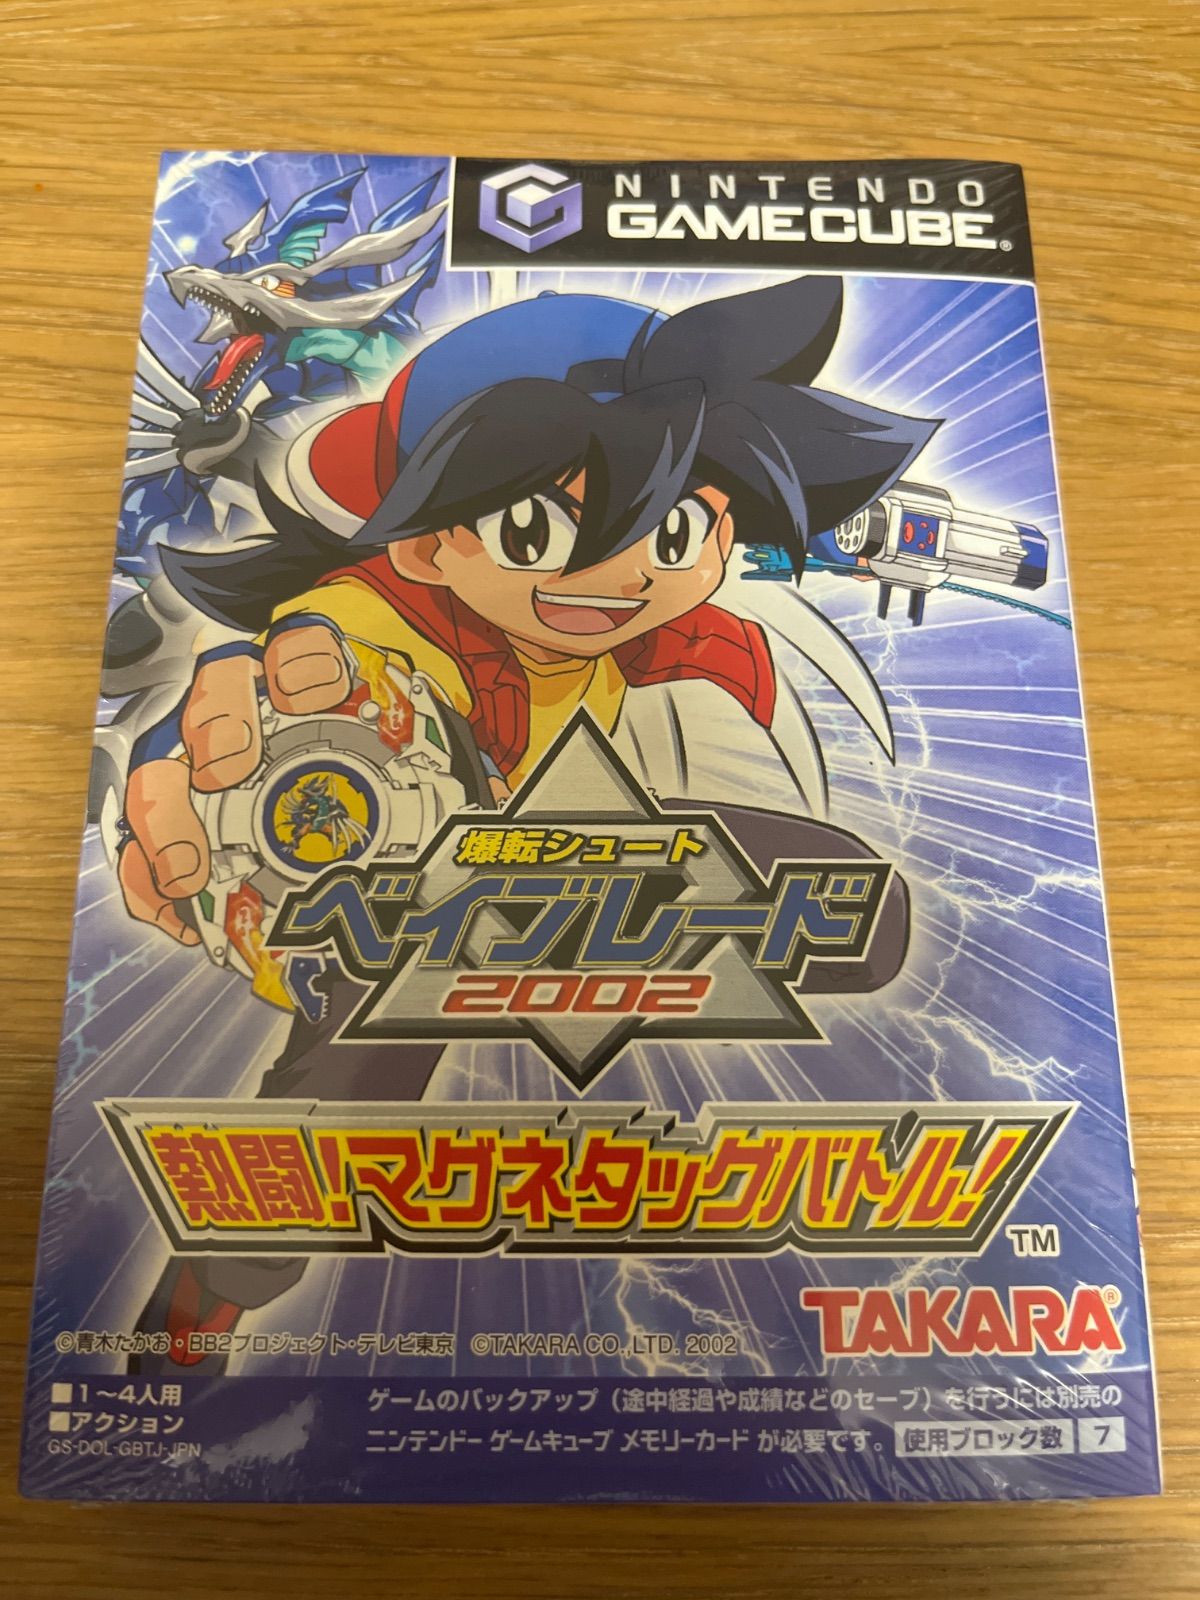 NINTENDO
GAMECUBE®
爆転シュート
ベイブレード
2002
熱闘!マグネタッグバトル!
TM
TAKARA®
©青木たかお・BB2プロジェクト・テレビ東京 ©TAKARA CO.,LTD. 2002
■1〜4人用
■アクション
GS-DOL-GBTJ-JPN
ゲームのバックアップ（途中経過や成績などのセーブ）を行うには別売の
ニンテンドー ゲームキューブ メモリーカード が必要です。 使用ブロック数 7